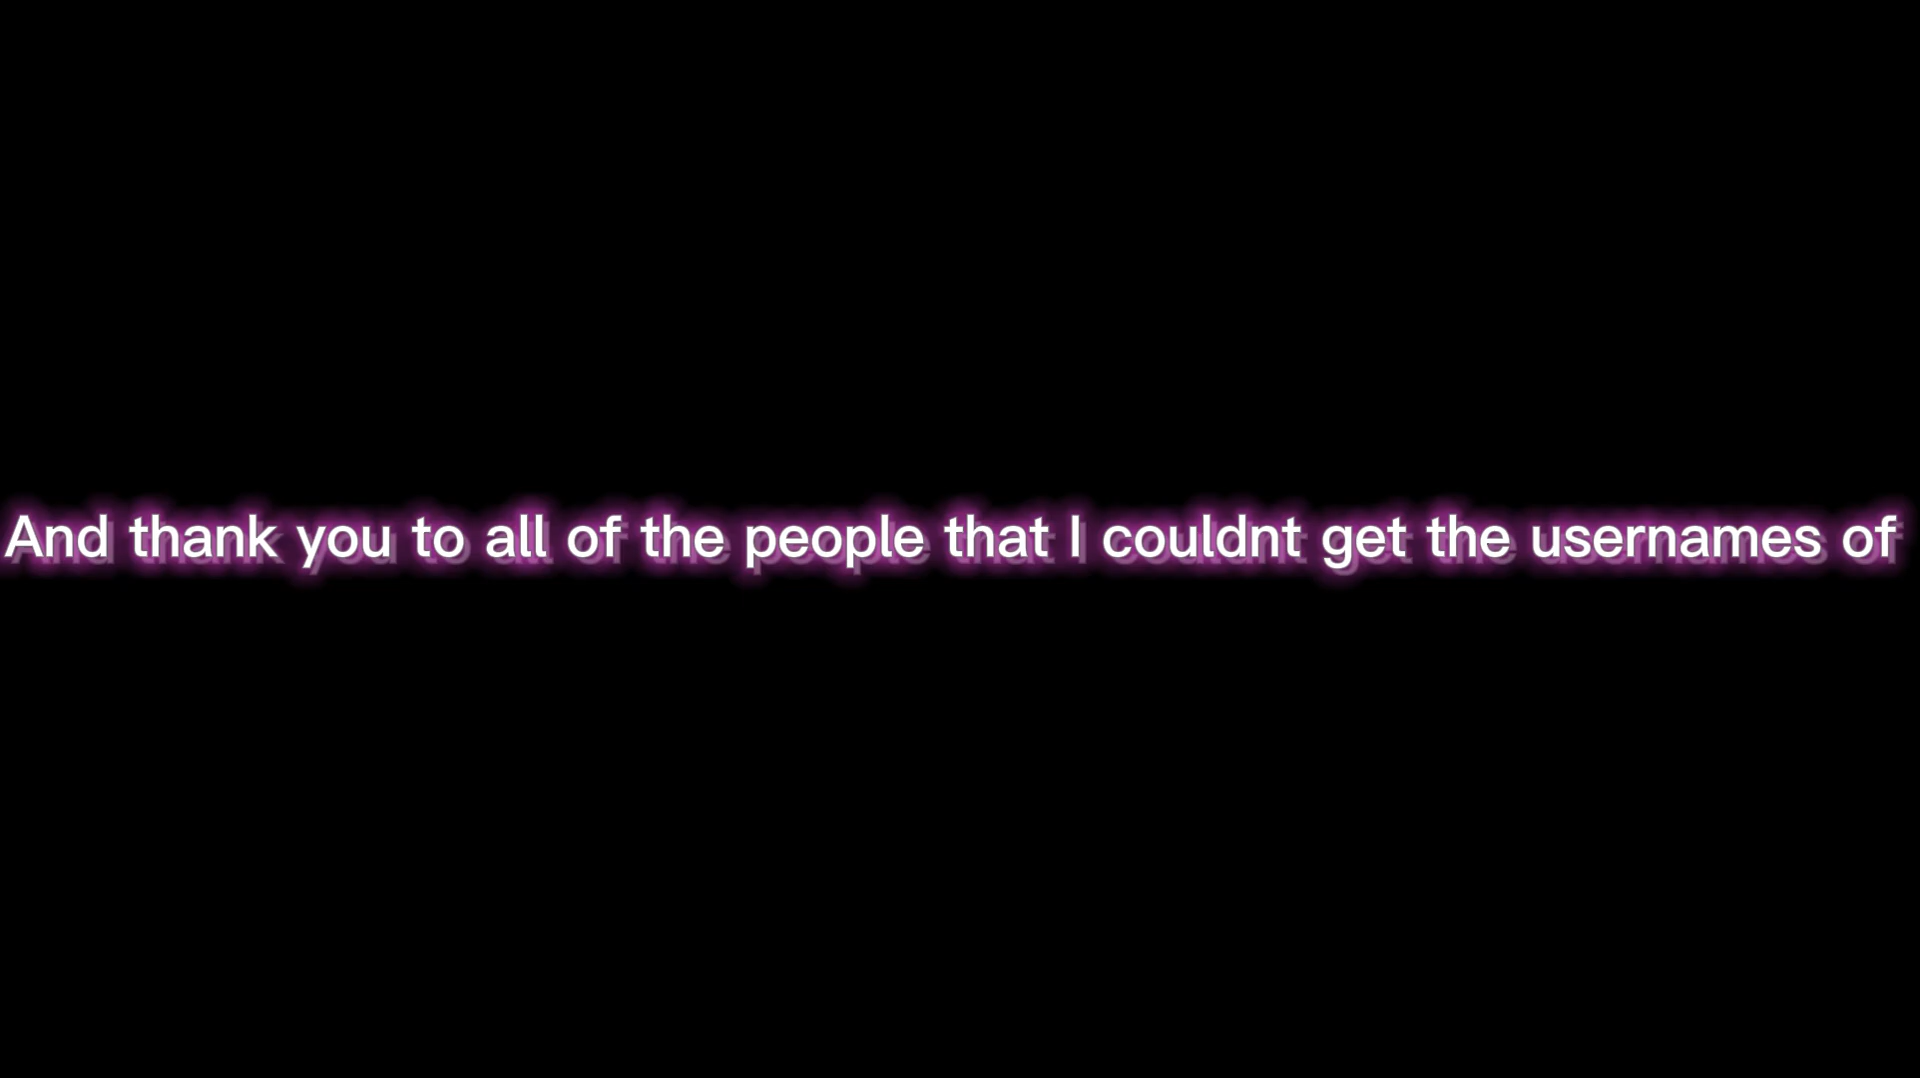 And thank you to all of the people that I couldnt get the usernames of